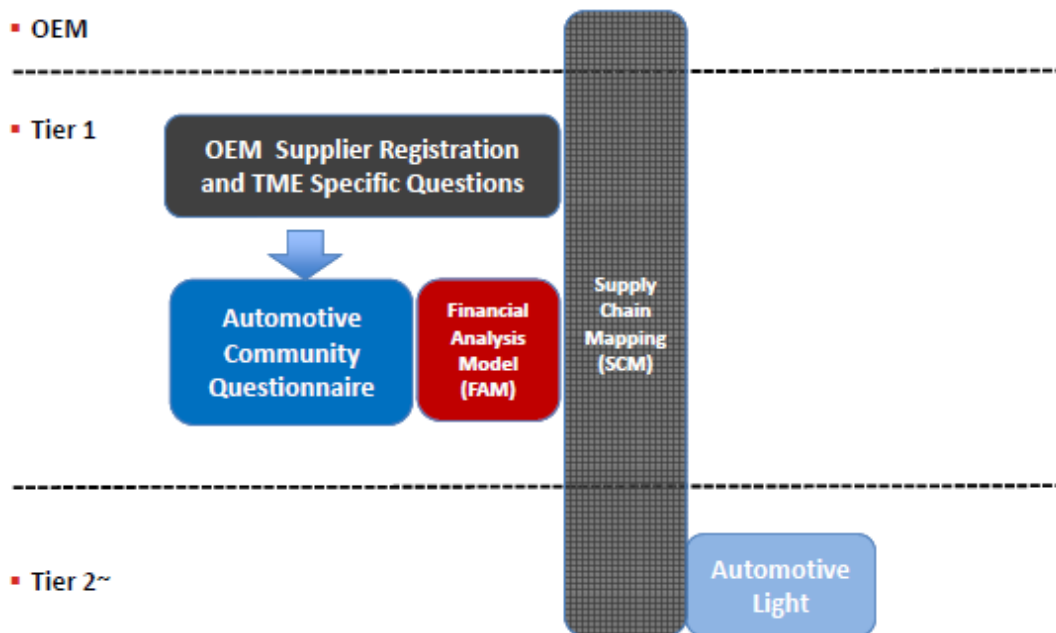 OEM
Tier 1
OEM  Supplier Registration
and TME Specific Questions
Automotive
Community
Questionnaire
Financial
Analysis
Model
(FAM)
Supply
Chain
Mapping
(SCM)
Tier 2~
Automotive
Light